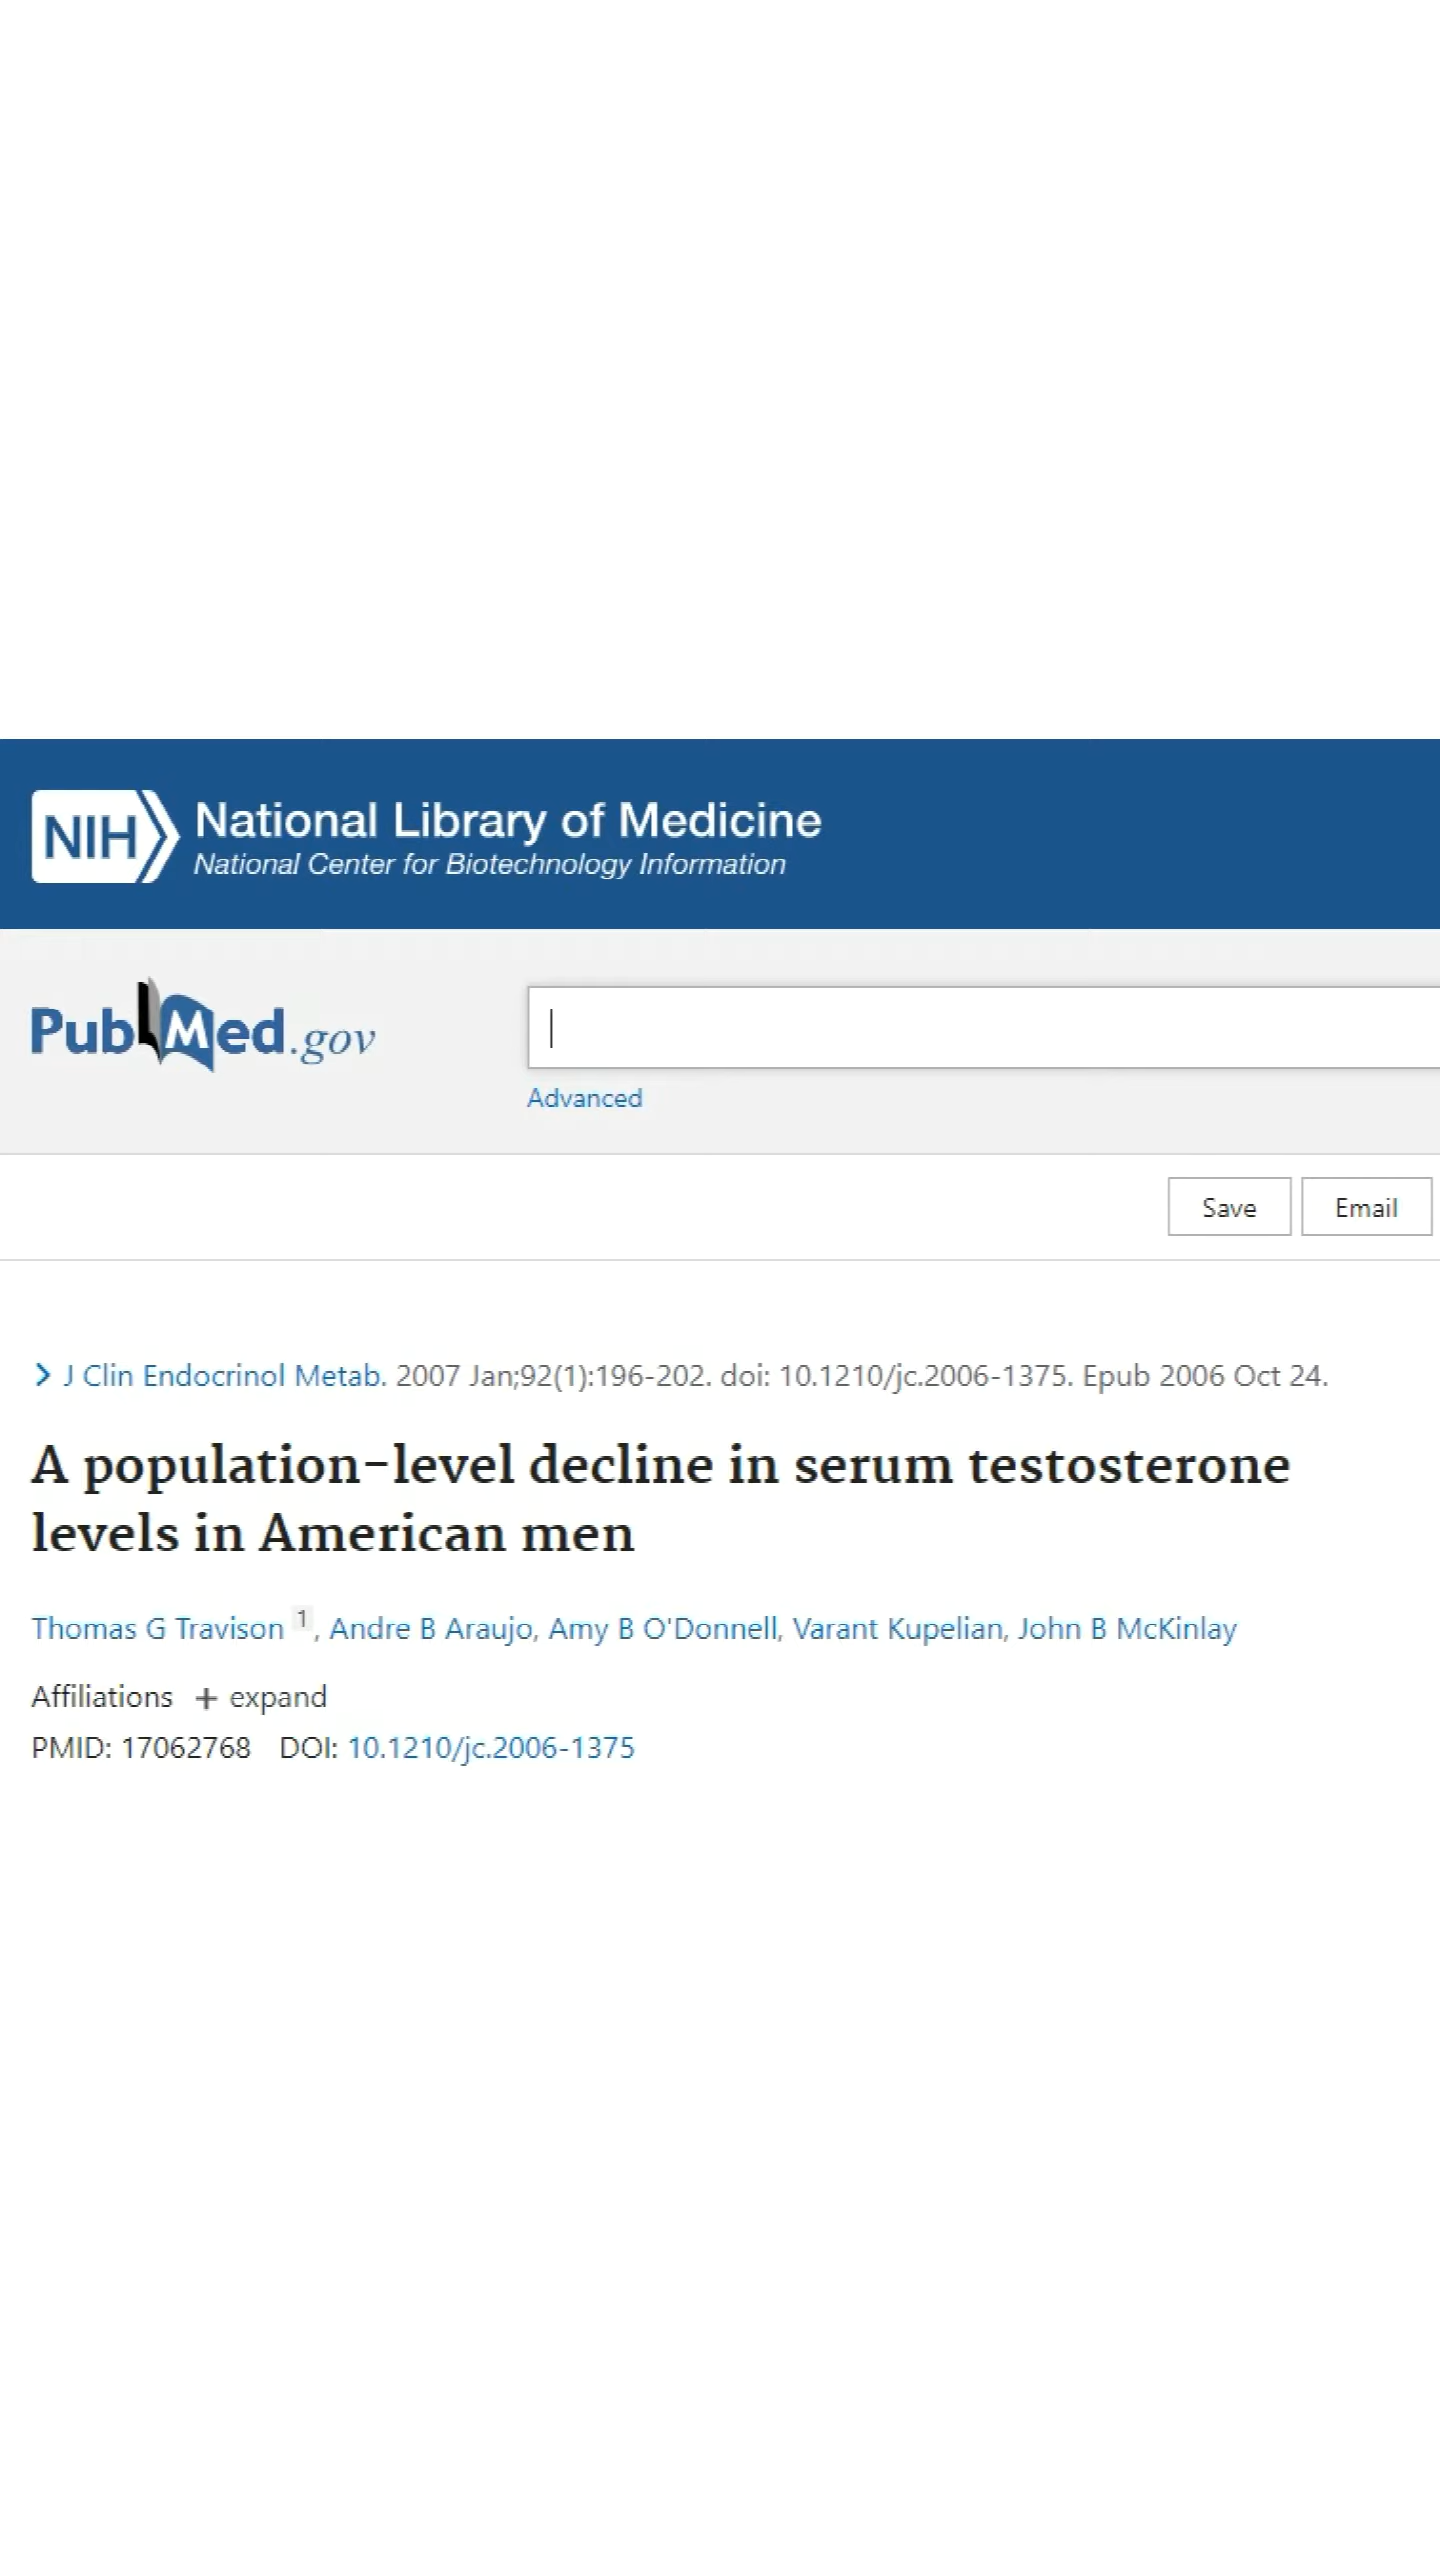 NIH National Library of Medicine
National Center for Biotechnology Information
PubMed.gov
Advanced
Save Email
J Clin Endocrinol Metab. 2007 Jan;92(1):196-202. doi: 10.1210/jc.2006-1375. Epub 2006 Oct 24.
A population-level decline in serum testosterone
levels in American men
Thomas G Travison 1, Andre B Araujo, Amy B O'Donnell, Varant Kupelian, John B McKinlay
Affiliations + expand
PMID: 17062768 DOI: 10.1210/jc.2006-1375